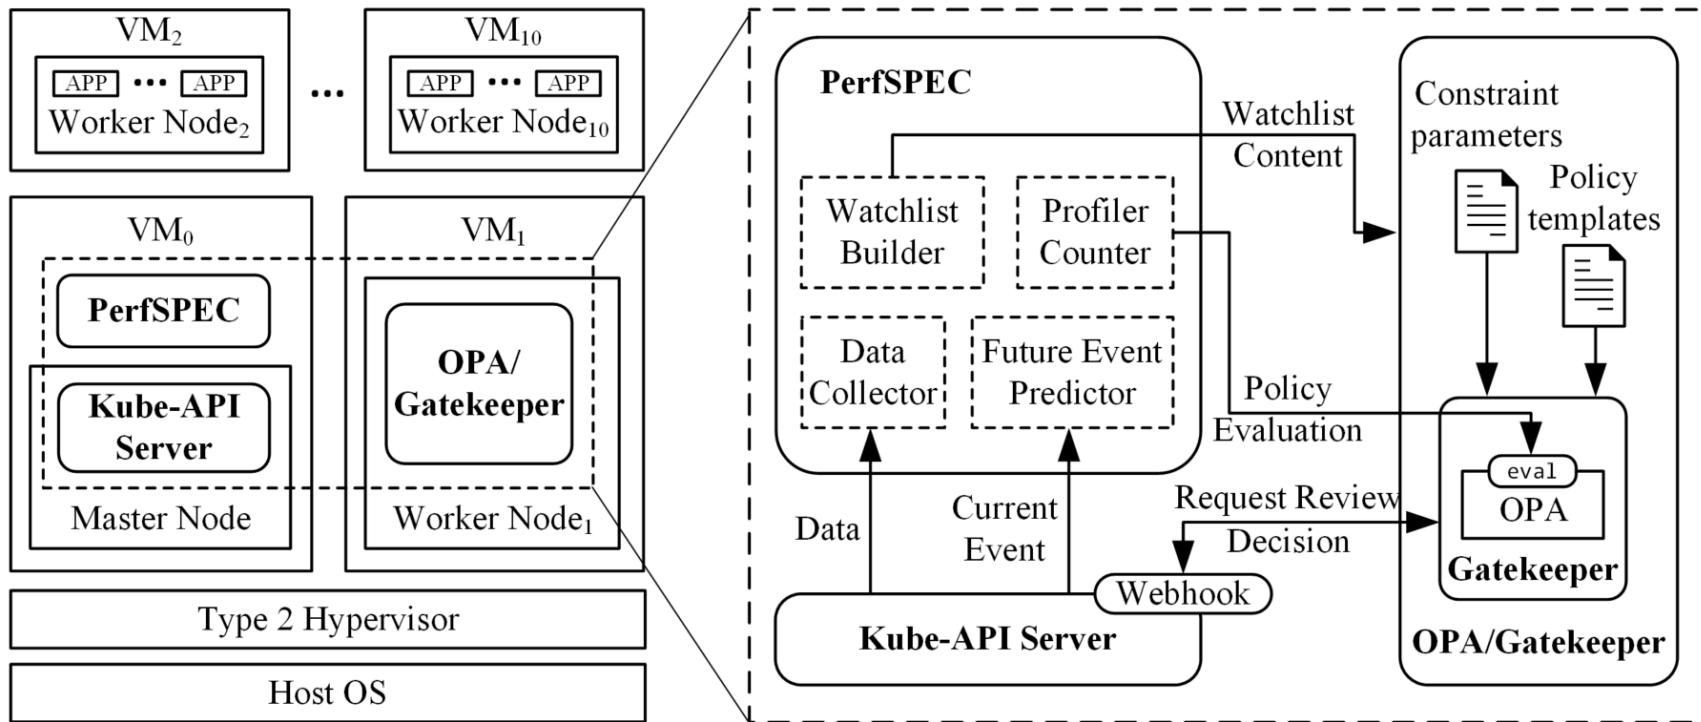 VM2
APP ••• APP
Worker Node2
...
VM10
APP ••• APP
Worker Node10
VM0
PerfSPEC
Kube-API
Server
Master Node
VM1
OPA/
Gatekeeper
Worker Node1
Type 2 Hypervisor
Host OS
PerfSPEC
Watchlist
Builder
Profiler
Counter
Data
Collector
Future Event
Predictor
Watchlist
Content
Policy
Evaluation
Data
Current
Event
Request Review
Decision
Webhook
Kube-API Server
Constraint
parameters
Policy
templates
eval
OPA
Gatekeeper
OPA/Gatekeeper